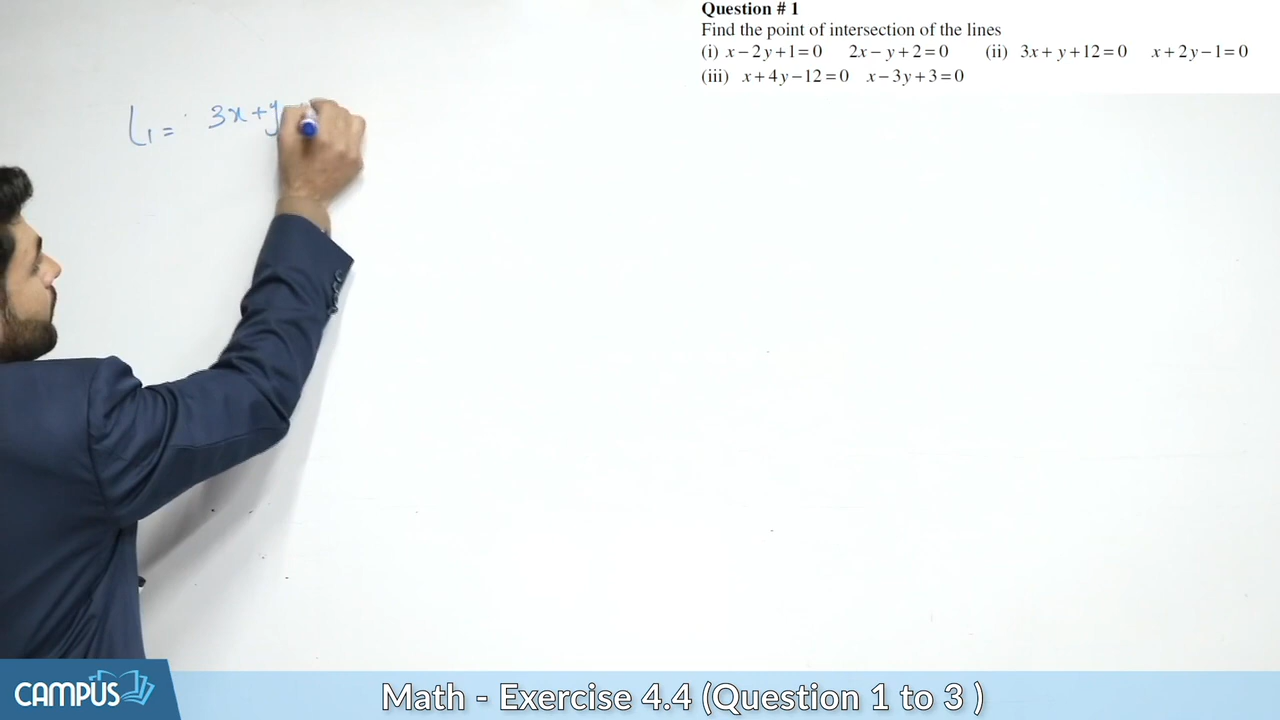 Question # 1
Find the point of intersection of the lines
(i) x−2y+1=0 2x−y+2=0 (ii) 3x+y+12=0 x+2y−1=0
(iii) x+4y−12=0 x−3y+3=0
L1= 3x+y
CAMPUS
Math - Exercise 4.4 (Question 1 to 3 )